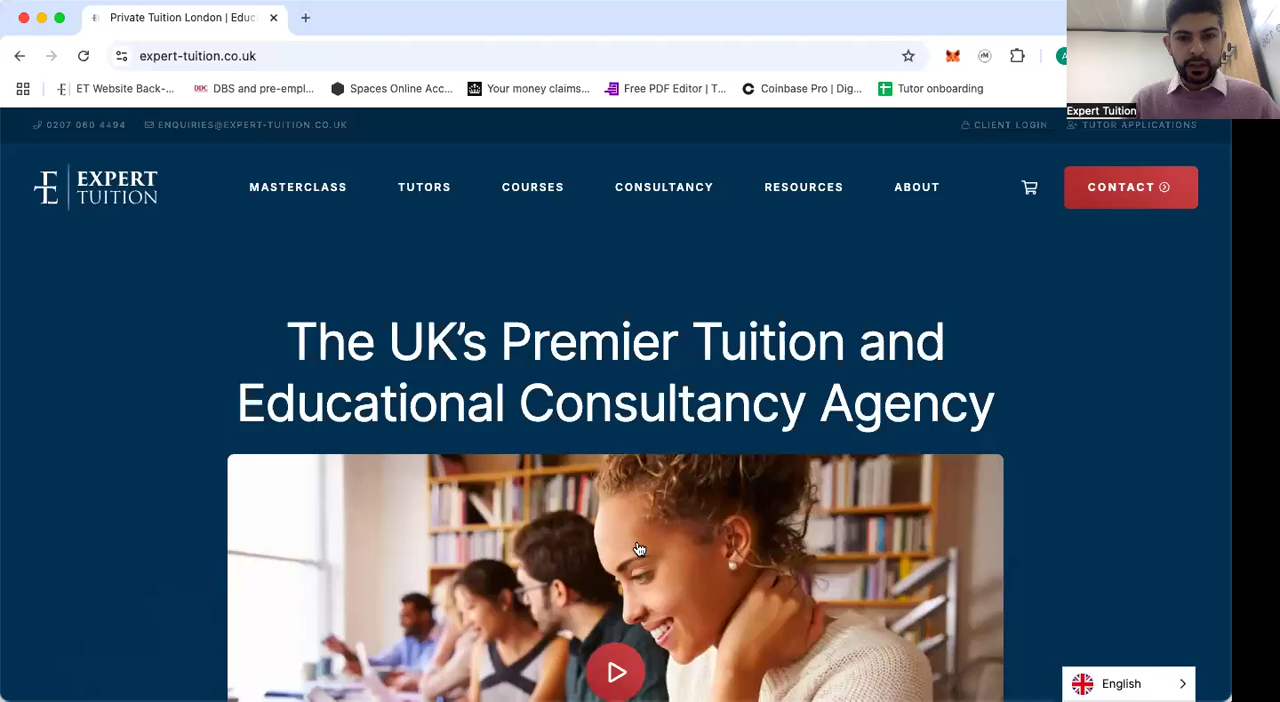 Private Tuition London | Educ
expert-tuition.co.uk
ET Website Back-... DBS and pre-empl... Spaces Online Acc... Your money claims... Free PDF Editor | T... Coinbase Pro | Dig... Tutor onboarding
Expert Tuition
0207 060 4494 ENQUIRIES@EXPERT-TUITION.CO.UK CLIENT LOGIN TUTOR APPLICATIONS
EXPERT
TUITION
MASTERCLASS TUTORS COURSES CONSULTANCY RESOURCES ABOUT CONTACT
The UK’s Premier Tuition and
Educational Consultancy Agency
English